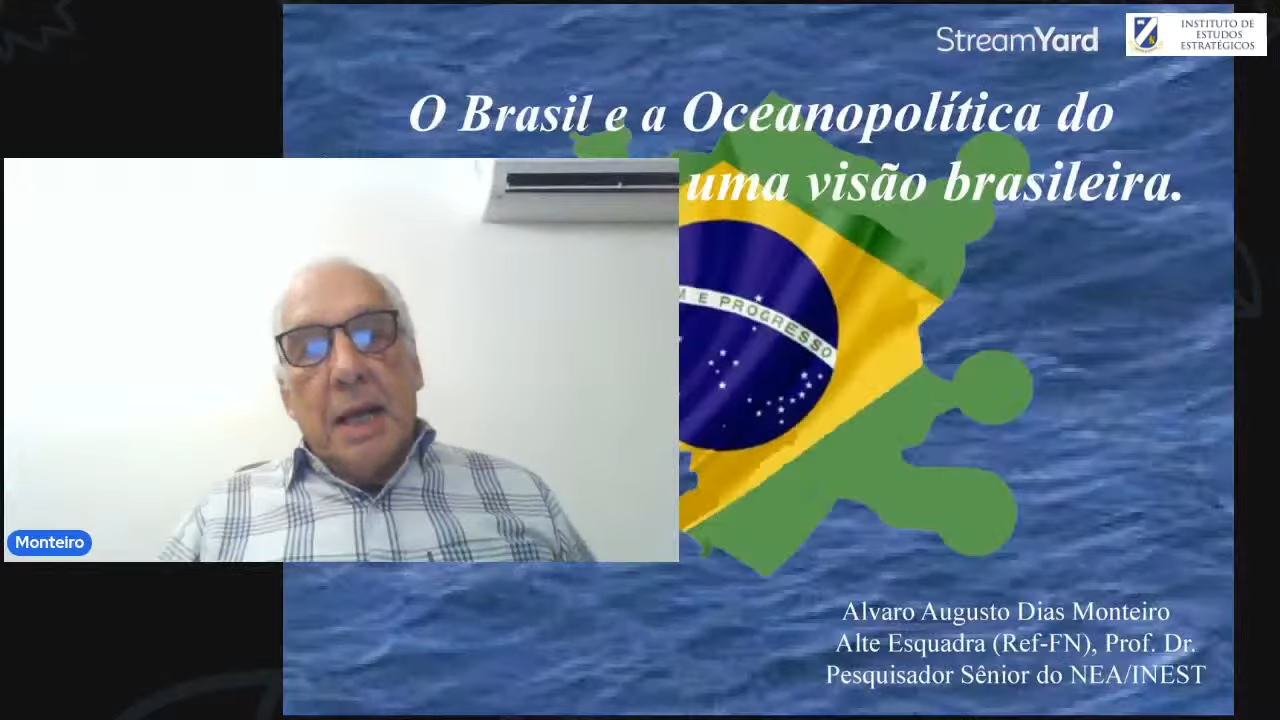 StreamYard
INSTITUTO DE
ESTUDOS
ESTRATÉGICOS
O Brasil e a Oceanopolítica do
uma visão brasileira.
M E PROGRESSO
Monteiro
Alvaro Augusto Dias Monteiro
Alte Esquadra (Ref-FN), Prof. Dr.
Pesquisador Sênior do NEA/INEST